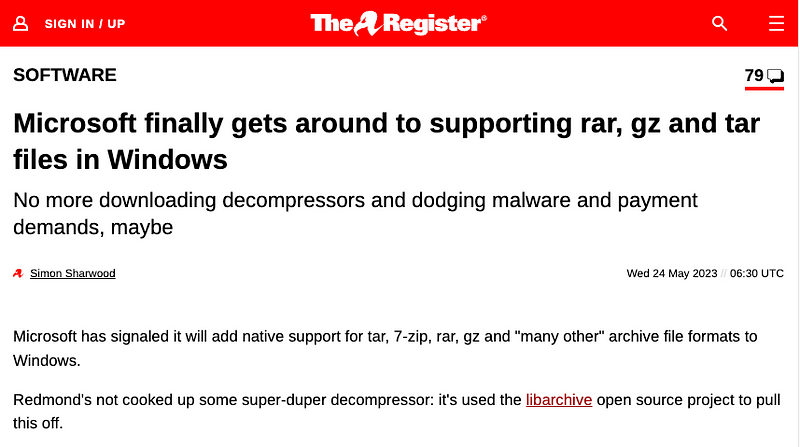 SIGN IN / UP
The Register®
SOFTWARE
79
Microsoft finally gets around to supporting rar, gz and tar
files in Windows
No more downloading decompressors and dodging malware and payment
demands, maybe
Simon Sharwood
Wed 24 May 2023 // 06:30 UTC
Microsoft has signaled it will add native support for tar, 7-zip, rar, gz and "many other" archive file formats to
Windows.
Redmond's not cooked up some super-duper decompressor: it's used the libarchive open source project to pull
this off.